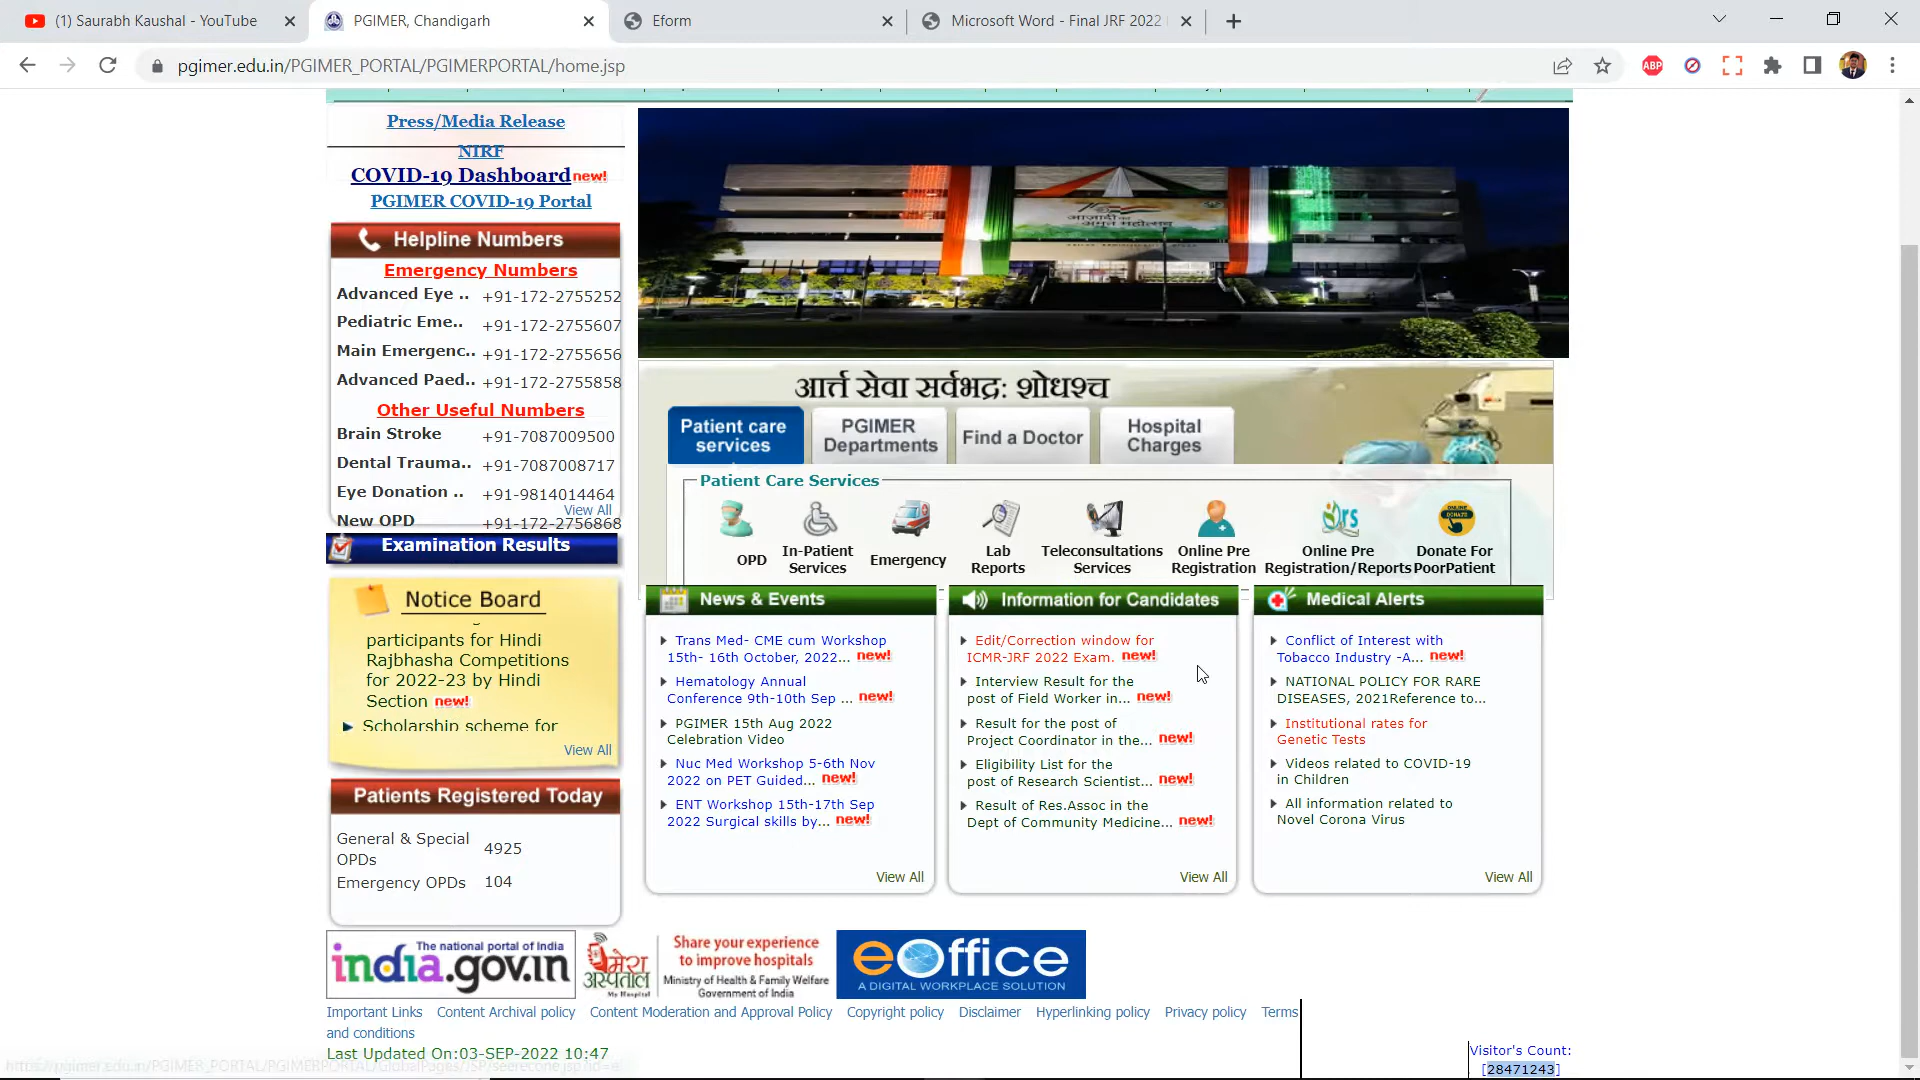 (1) Saurabh Kaushal - YouTube
PGIMER, Chandigarh
Eform
Microsoft Word - Final JRF 2022
pgimer.edu.in/PGIMER_PORTAL/PGIMERPORTAL/home.jsp
ABP
Press/Media Release
NIRF
COVID-19 Dashboard new!
PGIMER COVID-19 Portal
Helpline Numbers
Emergency Numbers
Advanced Eye .. +91-172-2755252
Pediatric Eme.. +91-172-2755607
Main Emergenc.. +91-172-2755656
Advanced Paed.. +91-172-2755858
Other Useful Numbers
Brain Stroke +91-7087009500
Dental Trauma.. +91-7087008717
Eye Donation .. +91-9814014464
View All
New OPD +91-172-2756868
Examination Results
Notice Board
participants for Hindi
Rajbhasha Competitions
for 2022-23 by Hindi
Section new!
Scholarship scheme for
View All
Patients Registered Today
General & Special
OPDs 4925
Emergency OPDs 104
आर्त्त सेवा सर्वभद्र: शोधश्च
Patient care
services
PGIMER
Departments
Find a Doctor
Hospital
Charges
Patient Care Services
OPD
In-Patient
Services
Emergency
Lab
Reports
Teleconsultations
Services
Online Pre
Registration
Online Pre
Registration/Reports
Donate For
PoorPatient
News & Events
Trans Med- CME cum Workshop
15th- 16th October, 2022... new!
Hematology Annual
Conference 9th-10th Sep ... new!
PGIMER 15th Aug 2022
Celebration Video
Nuc Med Workshop 5-6th Nov
2022 on PET Guided... new!
ENT Workshop 15th-17th Sep
2022 Surgical skills by... new!
View All
Information for Candidates
Edit/Correction window for
ICMR-JRF 2022 Exam. new!
Interview Result for the
post of Field Worker in... new!
Result for the post of
Project Coordinator in the... new!
Eligibility List for the
post of Research Scientist... new!
Result of Res.Assoc in the
Dept of Community Medicine... new!
View All
Medical Alerts
Conflict of Interest with
Tobacco Industry -A... new!
NATIONAL POLICY FOR RARE
DISEASES, 2021Reference to...
Institutional rates for
Genetic Tests
Videos related to COVID-19
in Children
All information related to
Novel Corona Virus
View All
The national portal of India
india.gov.in
मेरा
अस्पताल
My Hospital
Share your experience
to improve hospitals
Ministry of Health & Family Welfare
Government of India
eOffice
A DIGITAL WORKPLACE SOLUTION
Important Links Content Archival policy Content Moderation and Approval Policy Copyright policy Disclaimer Hyperlinking policy Privacy policy Terms
and conditions
Last Updated On:03-SEP-2022 10:47
Visitor's Count:
[28471243]